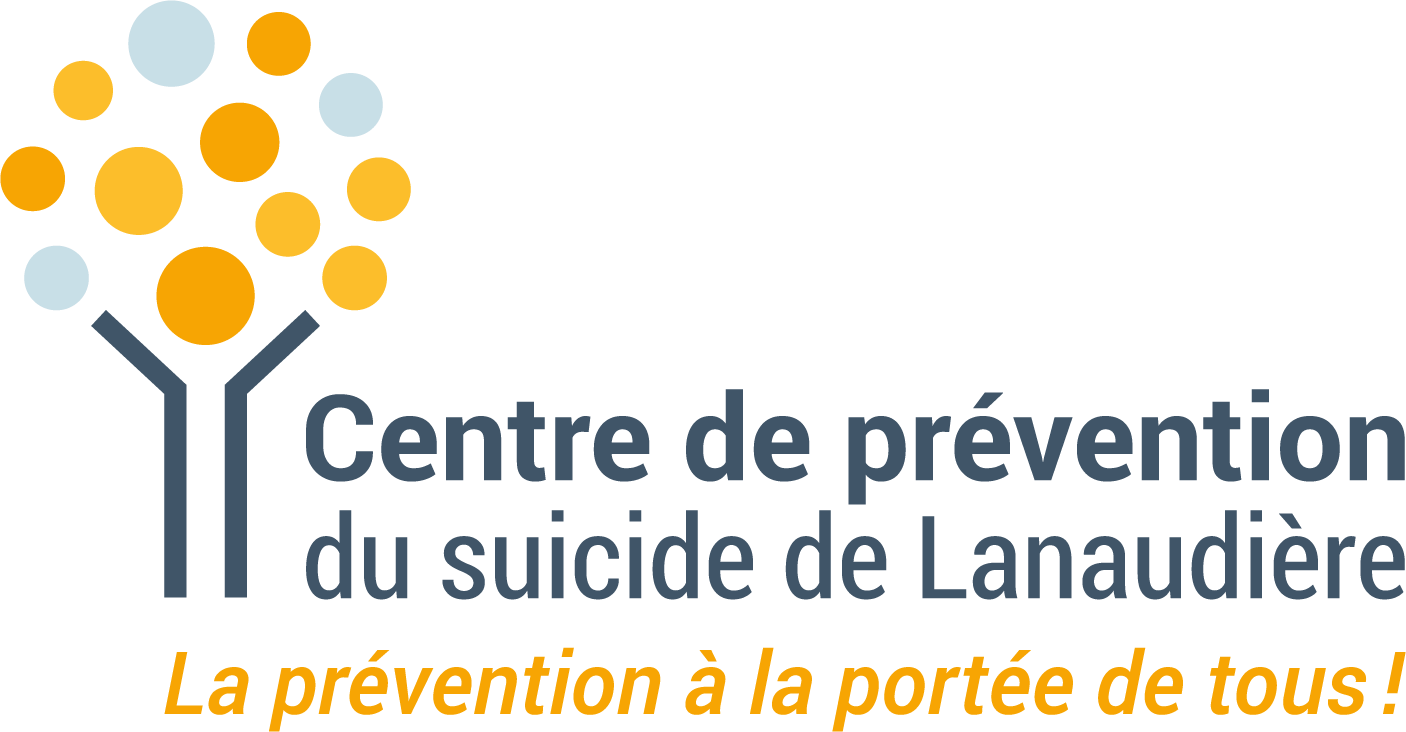 Centre de prévention
du suicide de Lanaudière
La prévention à la portée de tous !